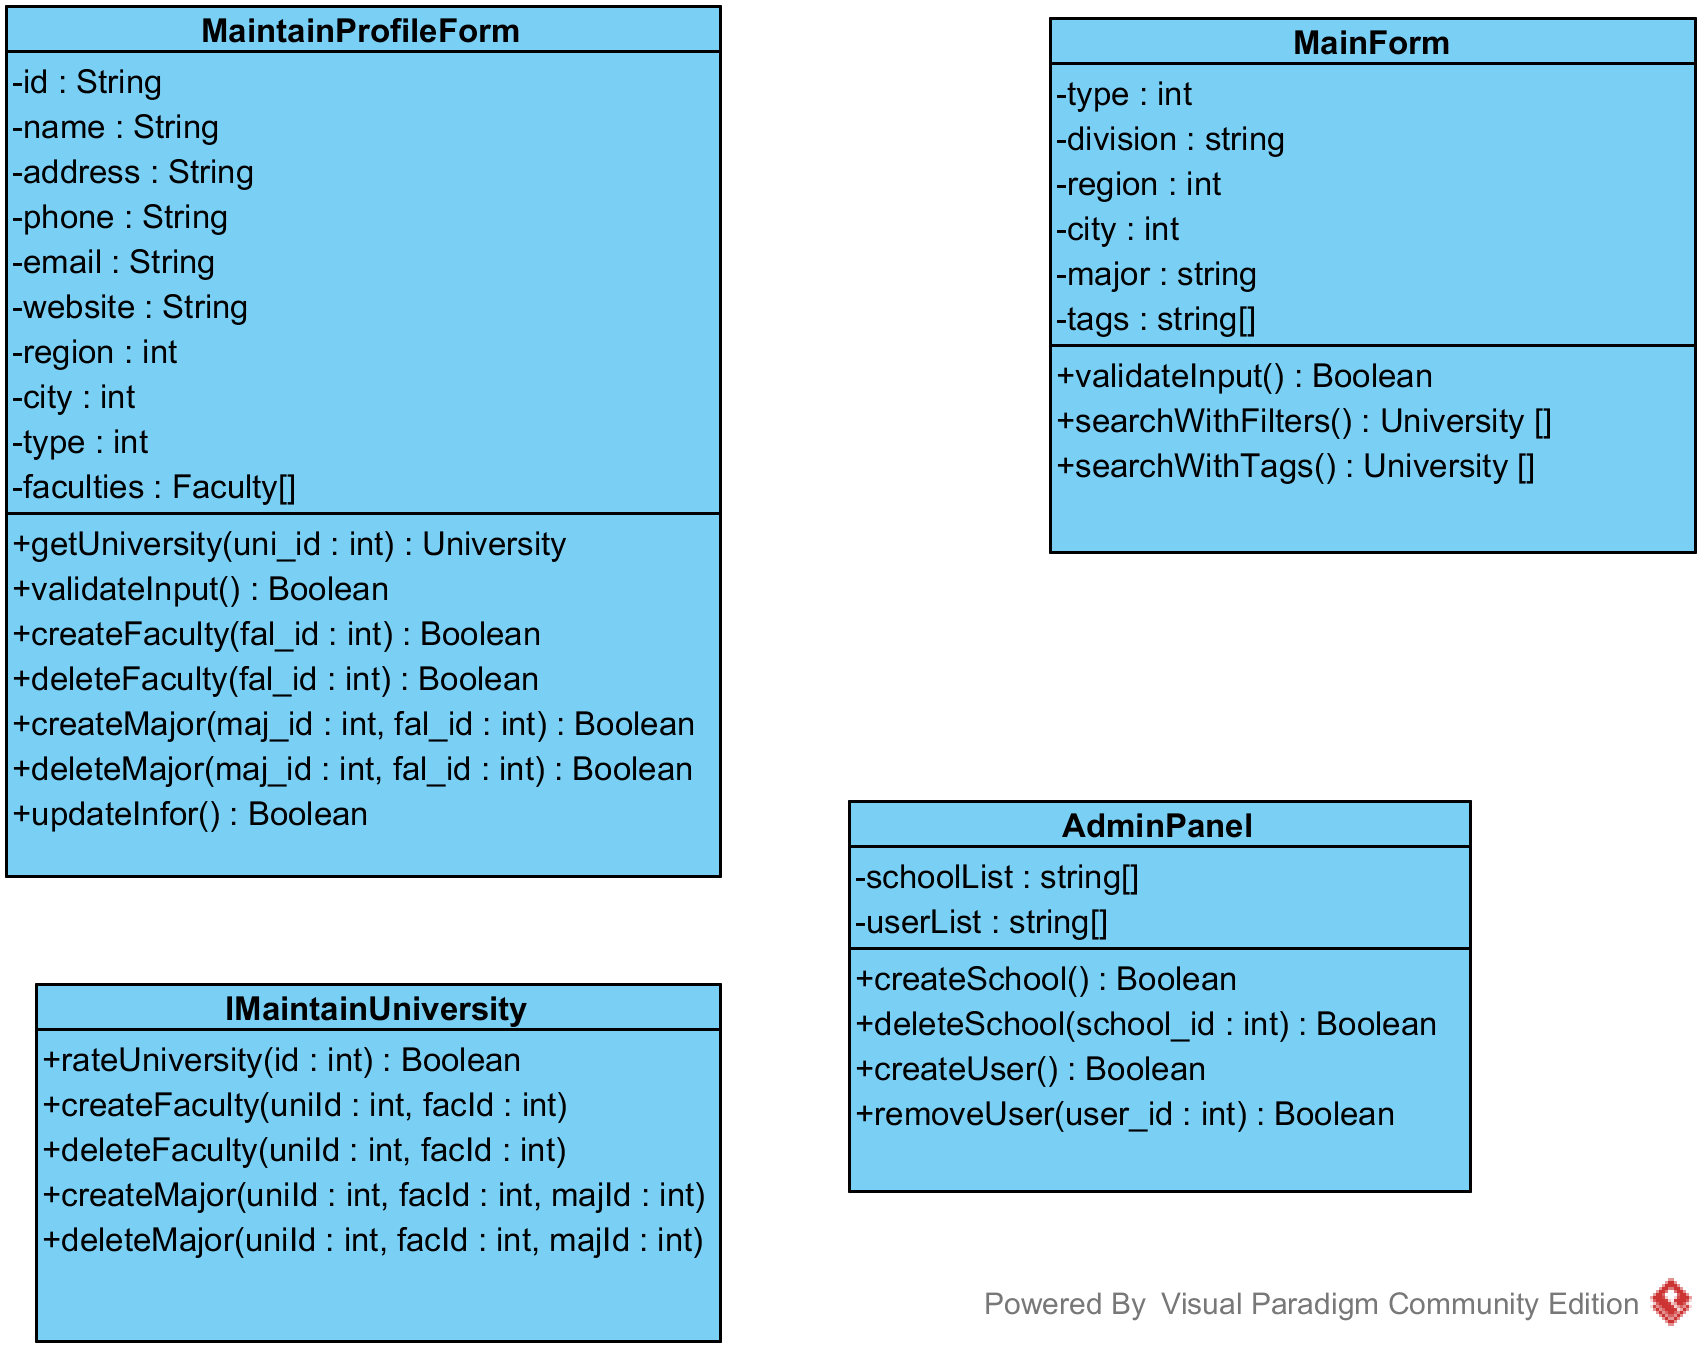 MaintainProfileForm
-id : String
-name : String
-address : String
-phone : String
-email : String
-website : String
-region : int
-city : int
-type : int
-faculties : Faculty[]
+getUniversity(uni_id : int) : University
+validateInput() : Boolean
+createFaculty(fal_id : int) : Boolean
+deleteFaculty(fal_id : int) : Boolean
+createMajor(maj_id : int, fal_id : int) : Boolean
+deleteMajor(maj_id : int, fal_id : int) : Boolean
+updateInfor() : Boolean
MainForm
-type : int
-division : string
-region : int
-city : int
-major : string
-tags : string[]
+validateInput() : Boolean
+searchWithFilters() : University []
+searchWithTags() : University []
IMaintainUniversity
+rateUniversity(id : int) : Boolean
+createFaculty(uniId : int, facId : int)
+deleteFaculty(uniId : int, facId : int)
+createMajor(uniId : int, facId : int, majId : int)
+deleteMajor(uniId : int, facId : int, majId : int)
AdminPanel
-schoolList : string[]
-userList : string[]
+createSchool() : Boolean
+deleteSchool(school_id : int) : Boolean
+createUser() : Boolean
+removeUser(user_id : int) : Boolean
Powered By Visual Paradigm Community Edition